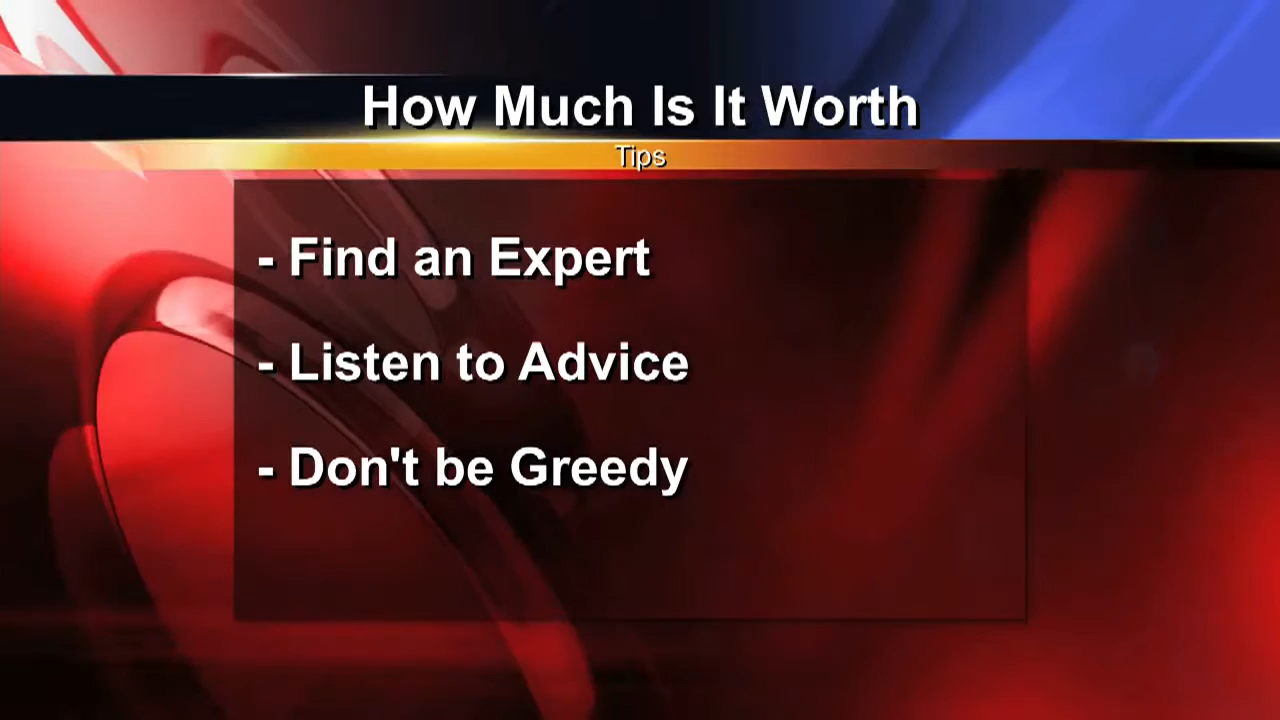 How Much Is It Worth
Tips
- Find an Expert
- Listen to Advice
- Don't be Greedy